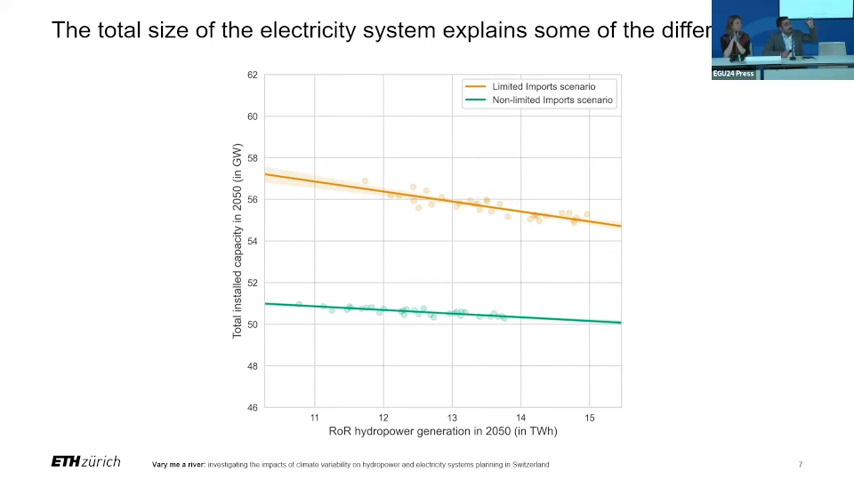 The total size of the electricity system explains some of the differ
EGU24 Press
Limited Imports scenario
Non-limited Imports scenario
62
60
58
56
54
52
50
48
46
Total installed capacity in 2050 (in GW)
11 12 13 14 15
RoR hydropower generation in 2050 (in TWh)
ETH zürich
Vary me a river: investigating the impacts of climate variability on hydropower and electricity systems planning in Switzerland
7